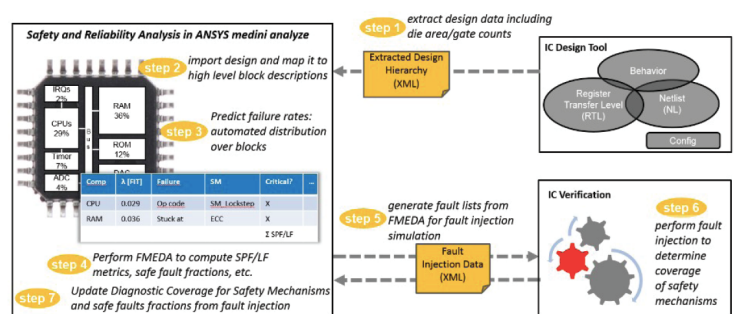 Safety and Reliability Analysis in ANSYS medini analyze
step 1
extract design data including
die area/gate counts
step 2
import design and map it to
high level block descriptions
Extracted Design
Hierarchy
(XML)
IC Design Tool
Behavior
Register
Transfer Level
(RTL)
Netlist
(NL)
Config
IRQs
2%
CPUs
29%
Timer
7%
ADC
4%
Bus
RAM
36%
ROM
12%
step 3
Predict failure rates:
automated distribution
over blocks
Comp λ [FIT] Failure SM Critical? ...
CPU 0.029 Op code SM_Lockstep X
RAM 0.036 Stuck at ECC X
Σ SPF/LF
step 4
Perform FMEDA to compute SPF/LF
metrics, safe fault fractions, etc.
step 5
generate fault lists from
FMEDA for fault injection
simulation
Fault
Injection Data
(XML)
IC Verification
step 6
perform fault
injection to
determine
coverage
of safety
mechanisms
step 7
Update Diagnostic Coverage for Safety Mechanisms
and safe faults fractions from fault injection